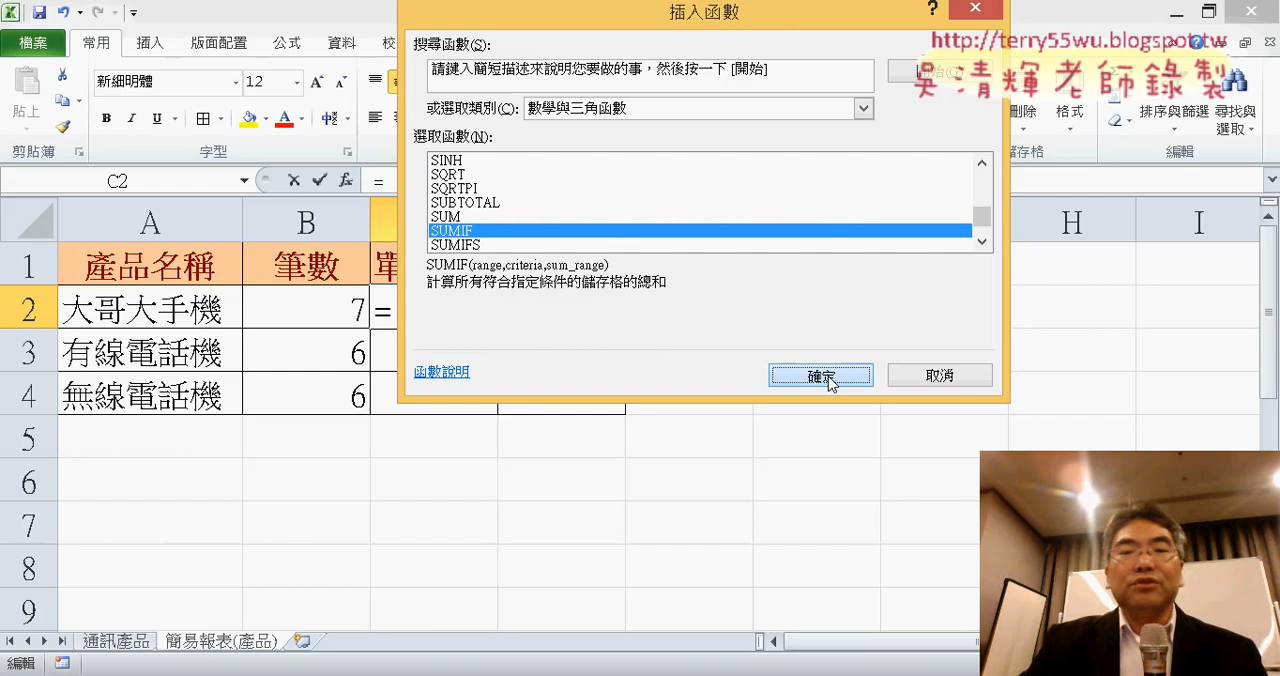 插入函數
檔案 常用 插入 版面配置 公式 資料 校
http://terry55wu.blogspot.tw
吳清輝老師錄製
搜尋函數(S):
請鍵入簡短描述來說明您要做的事，然後按一下 [開始]
或選取類別(C): 數學與三角函數
選取函數(N):
SINH
SQRT
SQRTPI
SUBTOTAL
SUM
SUMIF
SUMIFS
SUMIF(range,criteria,sum_range)
計算所有符合指定條件的儲存格的總和
函數說明 確定 取消
新細明體 12
貼上
B I U A
刪除 格式 排序與篩選 尋找與
選取
剪貼簿 字型 儲存格 編輯
C2 fx =
A B H I
1 產品名稱 筆數 單
2 大哥大手機 7 =
3 有線電話機 6
4 無線電話機 6
5
6
7
8
9
通訊產品 簡易報表(產品)
編輯